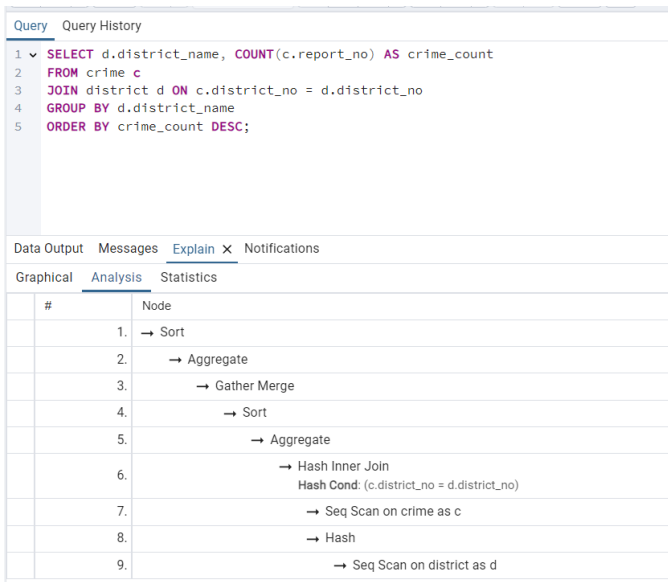 Query Query History
1 SELECT d.district_name, COUNT(c.report_no) AS crime_count
2 FROM crime c
3 JOIN district d ON c.district_no = d.district_no
4 GROUP BY d.district_name
5 ORDER BY crime_count DESC;
Data Output Messages Explain X Notifications
Graphical Analysis Statistics
# Node
1. → Sort
2. → Aggregate
3. → Gather Merge
4. → Sort
5. → Aggregate
6. → Hash Inner Join
Hash Cond: (c.district_no = d.district_no)
7. → Seq Scan on crime as c
8. → Hash
9. → Seq Scan on district as d